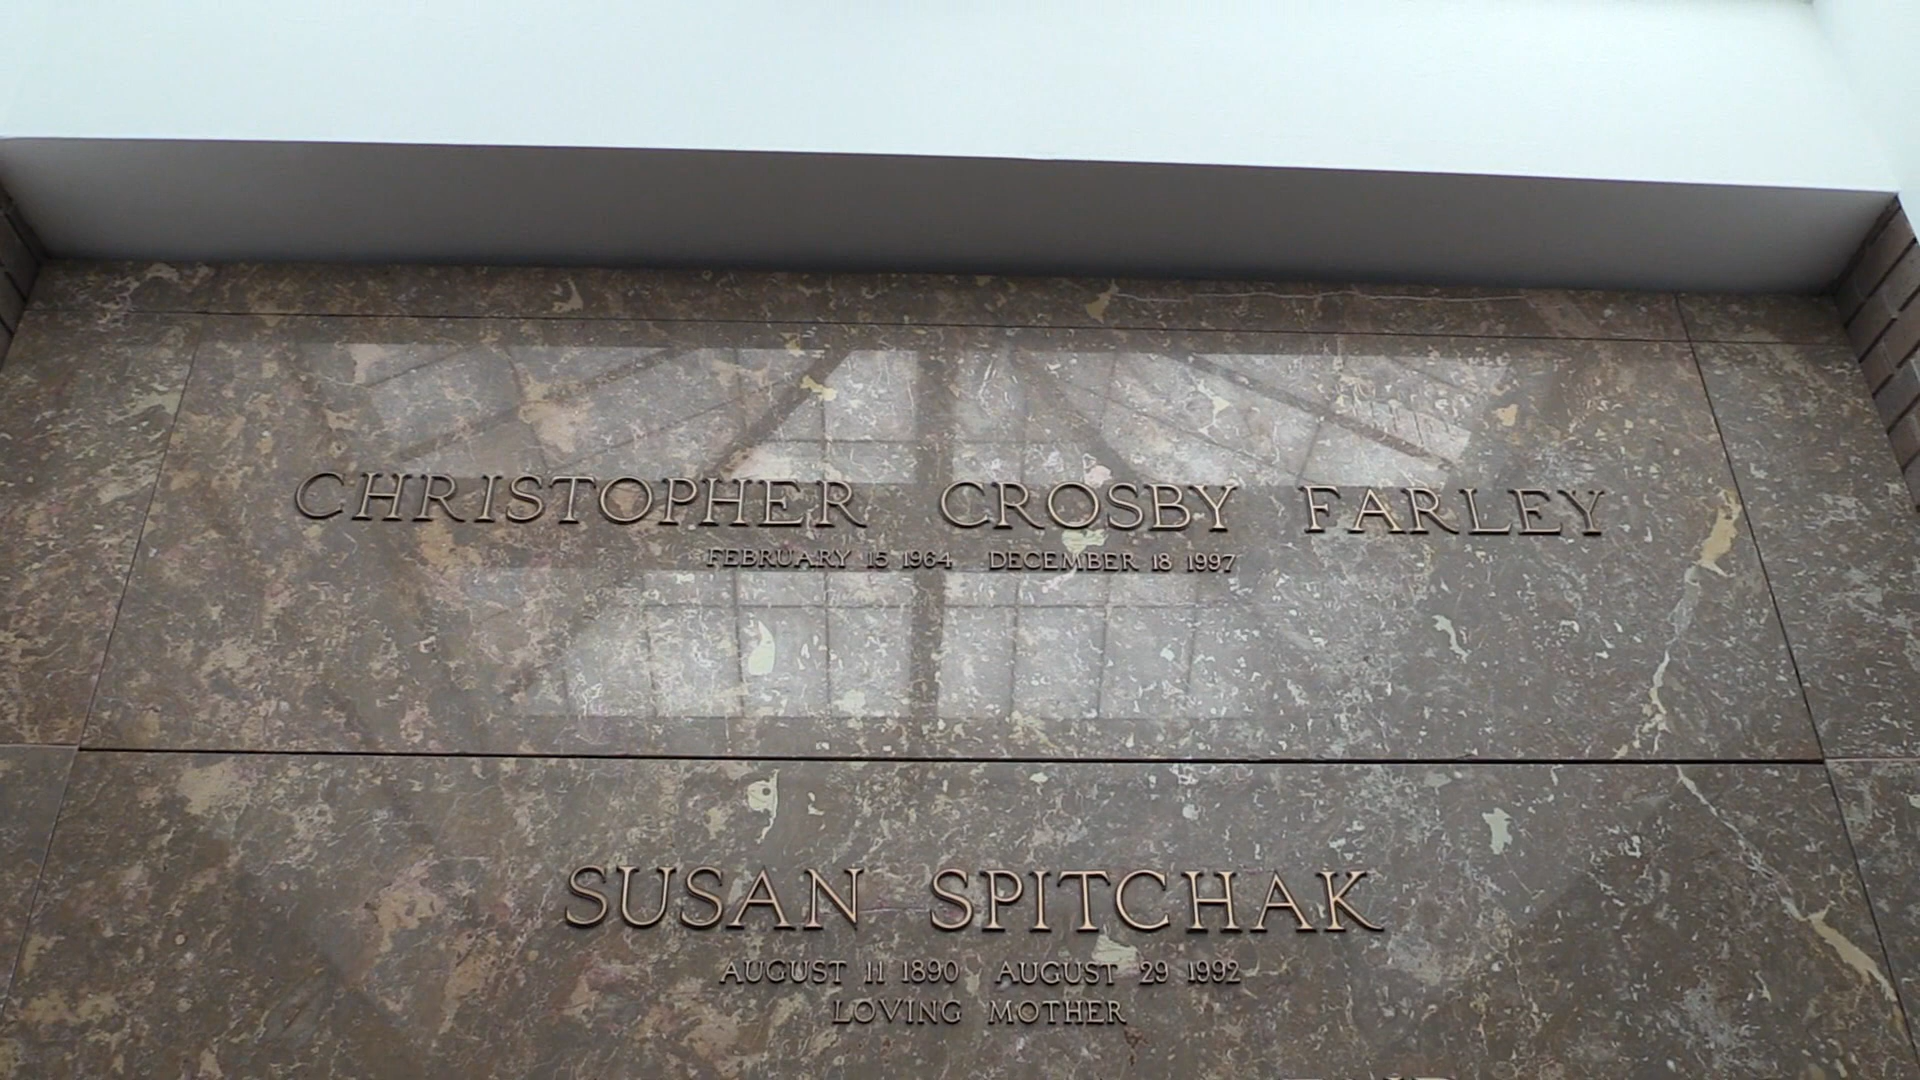 CHRISTOPHER CROSBY FARLEY
FEBRUARY 15 1964 DECEMBER 18 1997
SUSAN SPITCHAK
AUGUST 11 1890 AUGUST 29 1992
LOVING MOTHER